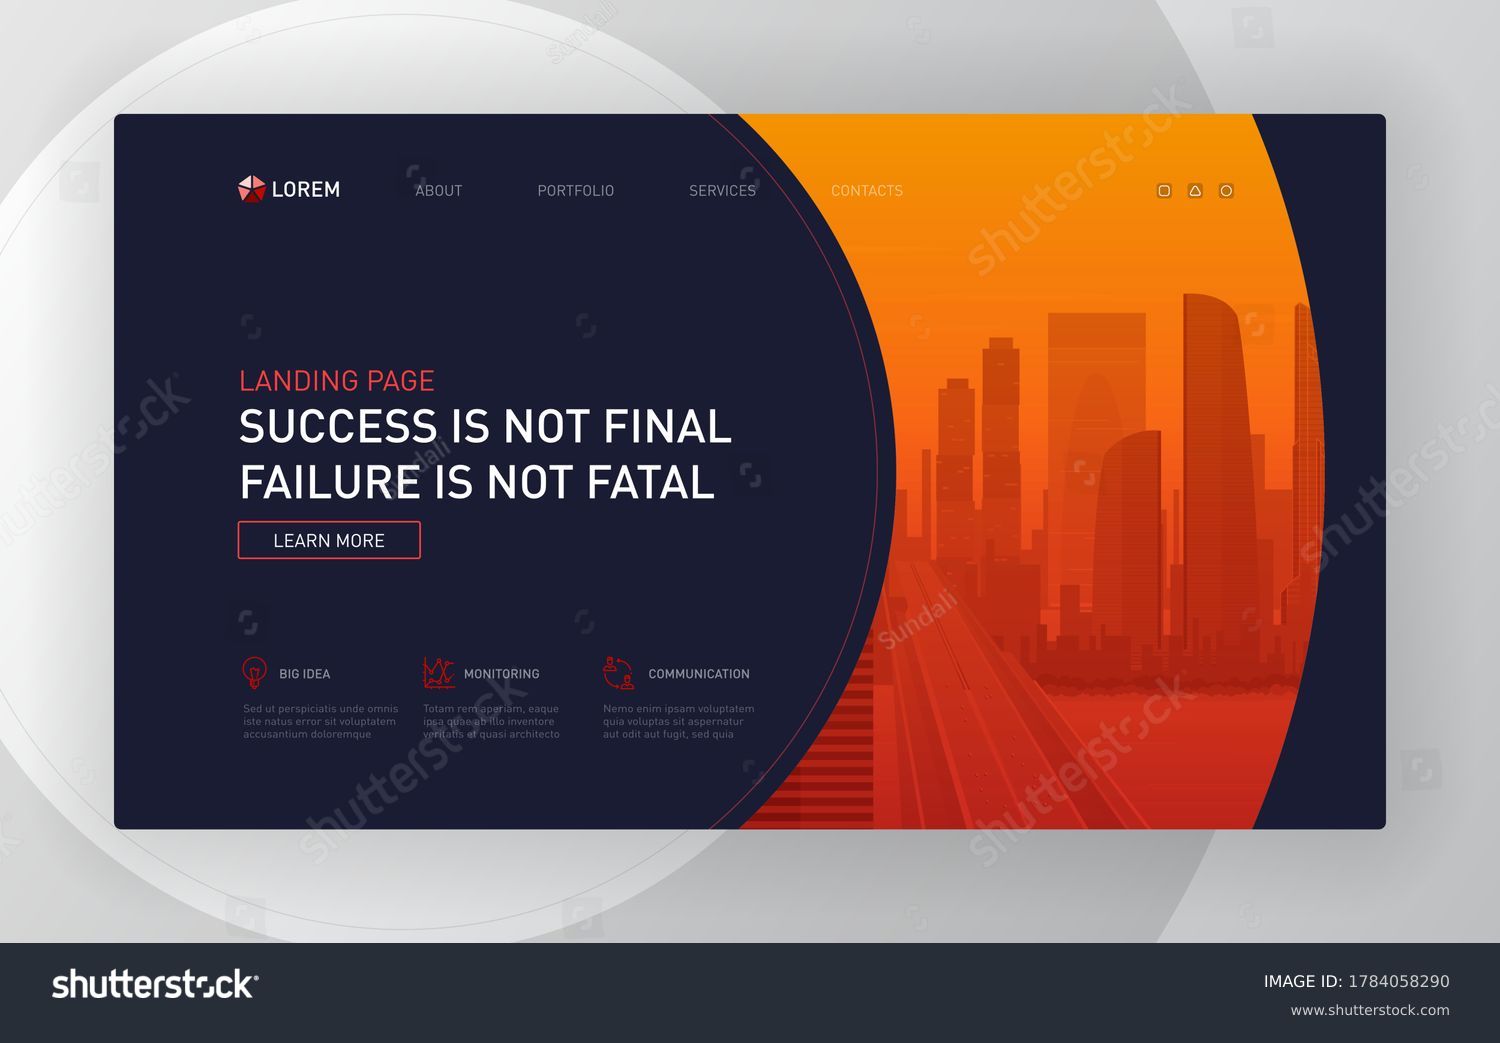 LOREM
ABOUT
PORTFOLIO
SERVICES
CONTACTS
LANDING PAGE
SUCCESS IS NOT FINAL
FAILURE IS NOT FATAL
LEARN MORE
BIG IDEA
Sed ut perspiciatis unde omnis
iste natus error sit voluptatem
accusantium doloremque
MONITORING
Totam rem aperiam, eaque
ipsa quae ab illo inventore
veritatis et quasi architecto
COMMUNICATION
Nemo enim ipsam voluptatem
quia voluptas sit aspernatur
aut odit aut fugit, sed quia
shutterstock
shutterstock
shutterstock
shutterstock
shutterstock
Sundali
Sundali
Sundali
shutterstock
IMAGE ID: 1784058290
www.shutterstock.com